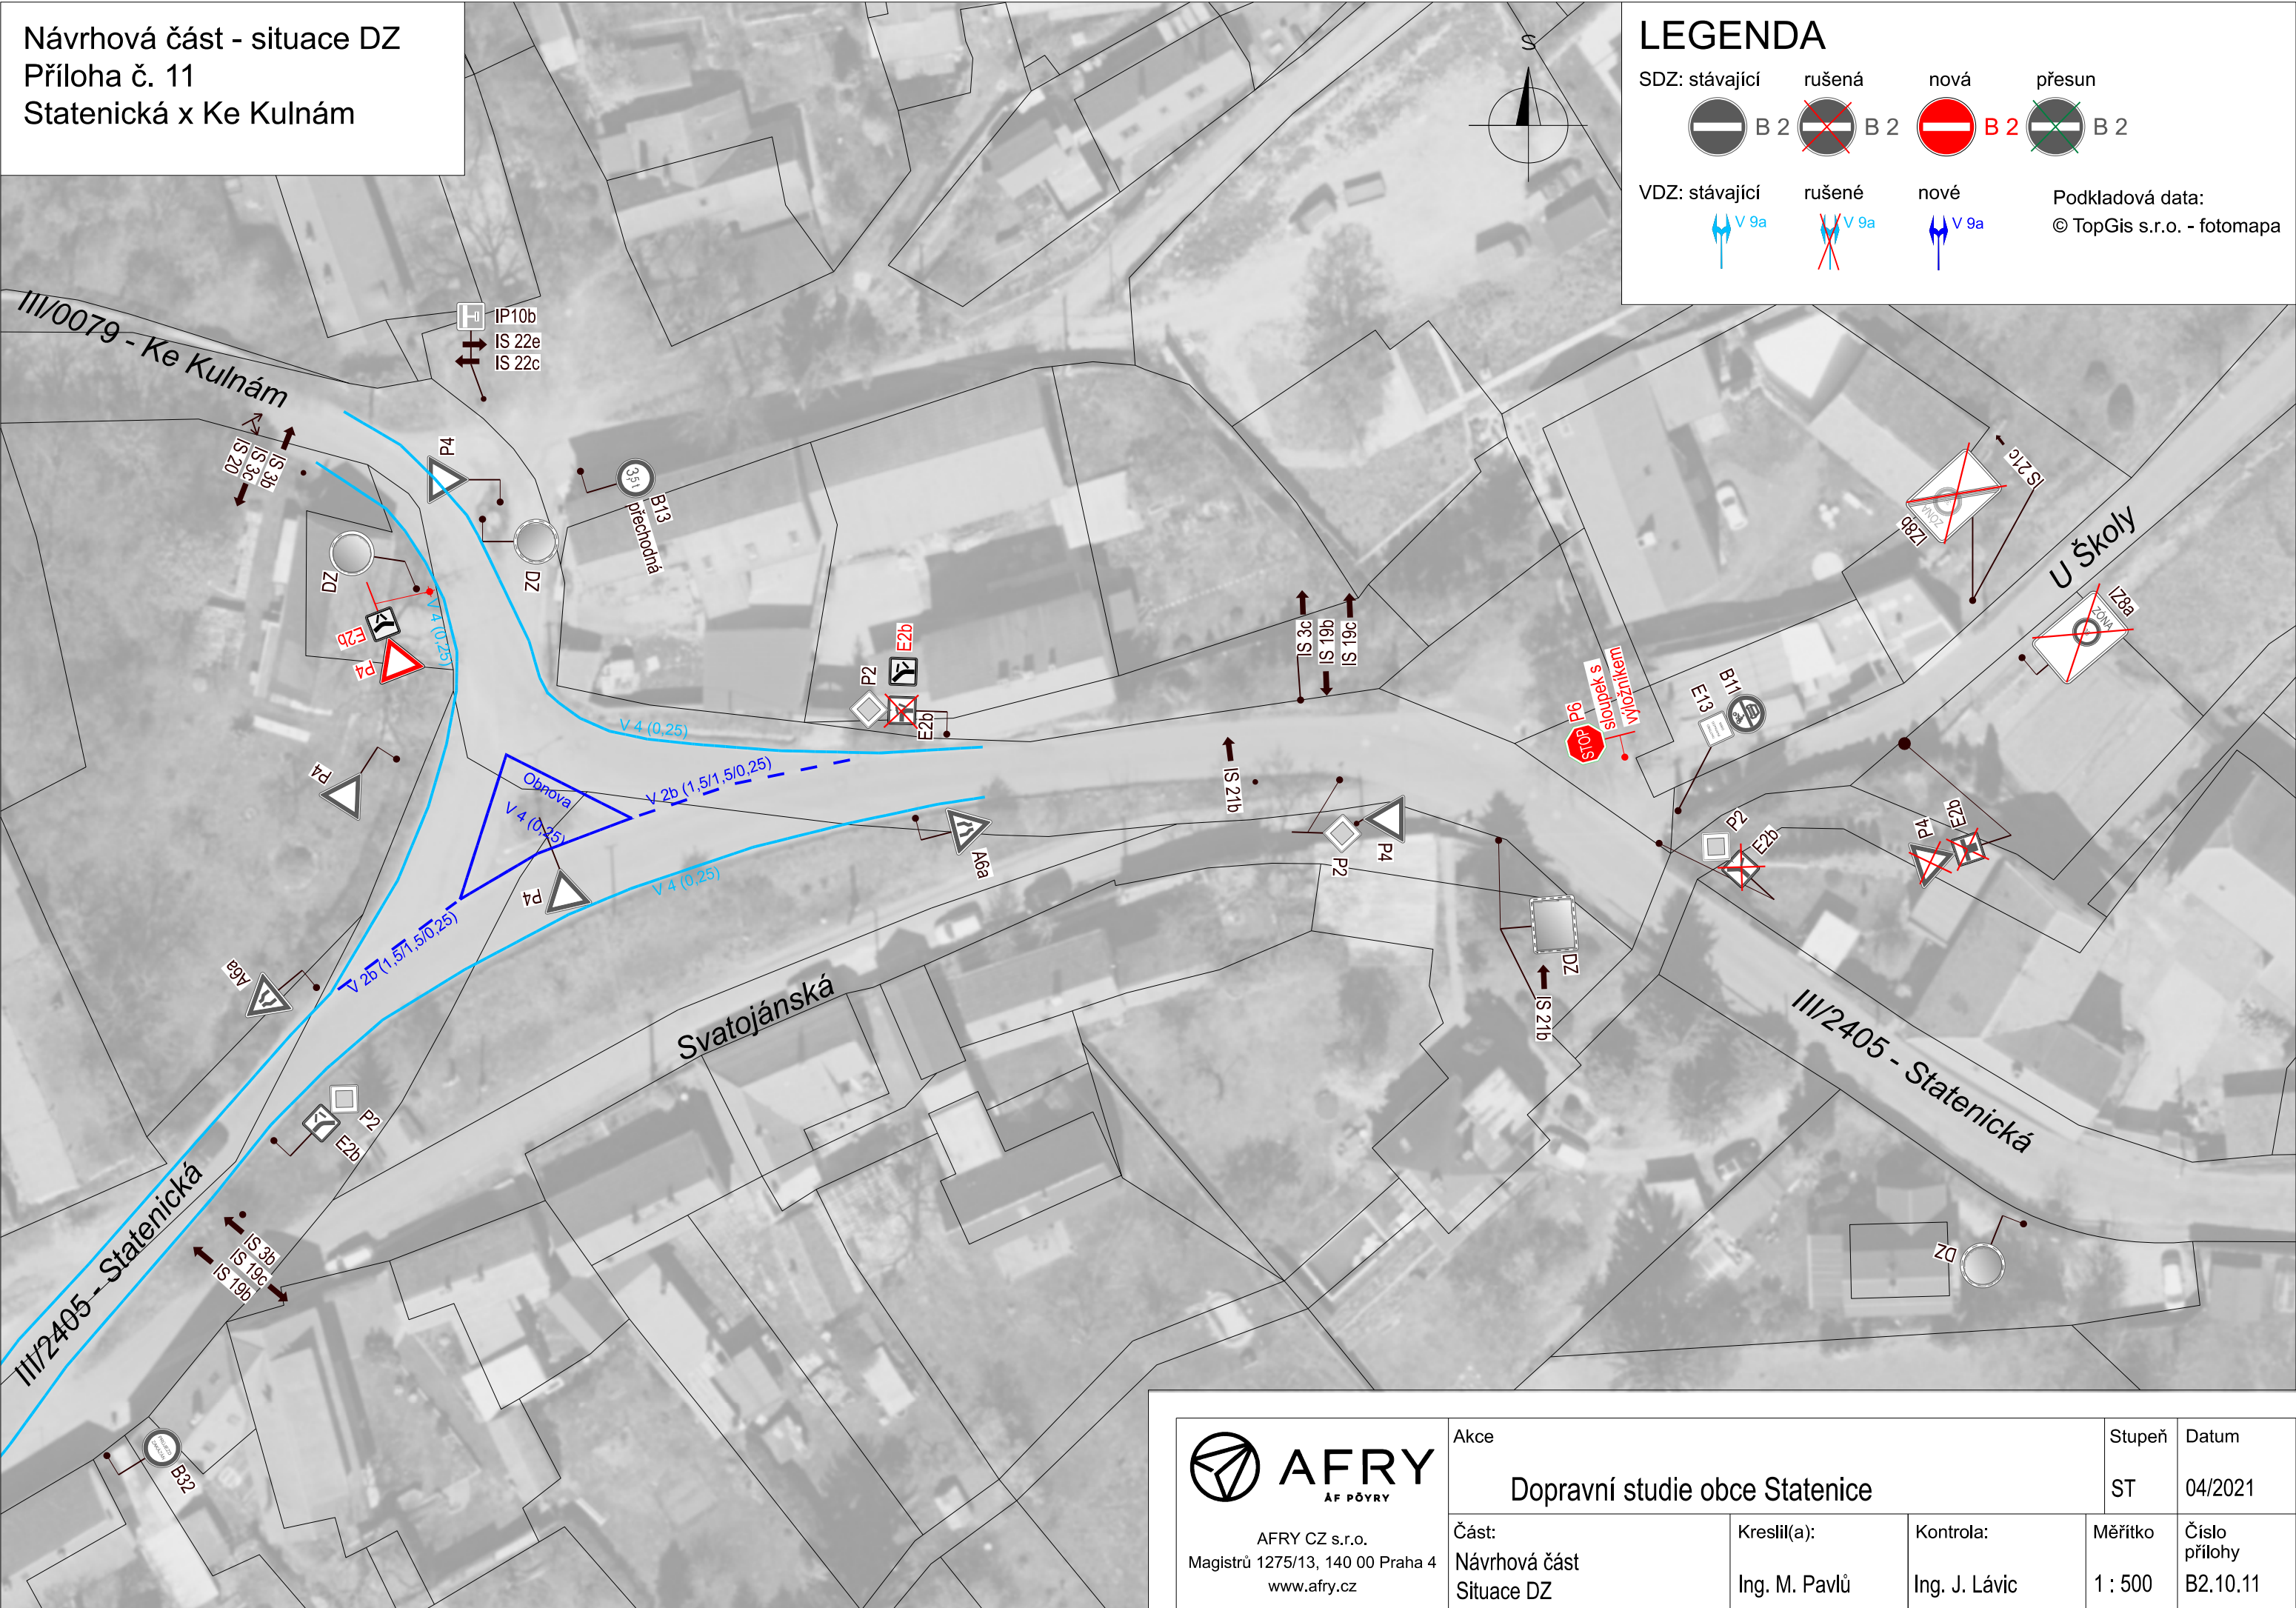 Návrhová část - situace DZ
Příloha č. 11
Statenická x Ke Kulnám
LEGENDA
SDZ: stávající rušená nová přesun
B 2 B 2 B 2 B 2
VDZ: stávající rušené nové
V 9a V 9a V 9a
Podkladová data:
© TopGis s.r.o. - fotomapa
S
III/0079 - Ke Kulnám
IP10b
IS 22e
IS 22c
IS 3b
IS 3c
IS 20
P4
DZ
DZ
3,5t
B13
přechodná
E2b
P4
V 4 (0,25)
P4
P2
E2b
E2b
V 4 (0,25)
Obnova
V 4 (0,25)
V 2b (1,5/1,5/0,25)
V 2b (1,5/1,5/0,25)
V 4 (0,25)
P4
A6a
A6a
IS 3c
IS 19b
IS 19c
IS 21b
P2
P4
STOP
P6
sloupek s
výložníkem
E13
B11
P2
E2b
P4
E2b
IS 21c
ZÓNA
IZ8b
U Školy
ZÓNA
IZ8a
DZ
IS 21b
III/2405 - Statenická
DZ
Svatojánská
P2
E2b
IS 3b
IS 19c
IS 19b
III/2405 - Statenická
B32
AFRY
ÅF PÖYRY
AFRY CZ s.r.o.
Magistrů 1275/13, 140 00 Praha 4
www.afry.cz
Akce
Dopravní studie obce Statenice
Stupeň
ST
Datum
04/2021
Část:
Návrhová část
Situace DZ
Kreslil(a):
Ing. M. Pavlů
Kontrola:
Ing. J. Lávic
Měřítko
1 : 500
Číslo
přílohy
B2.10.11